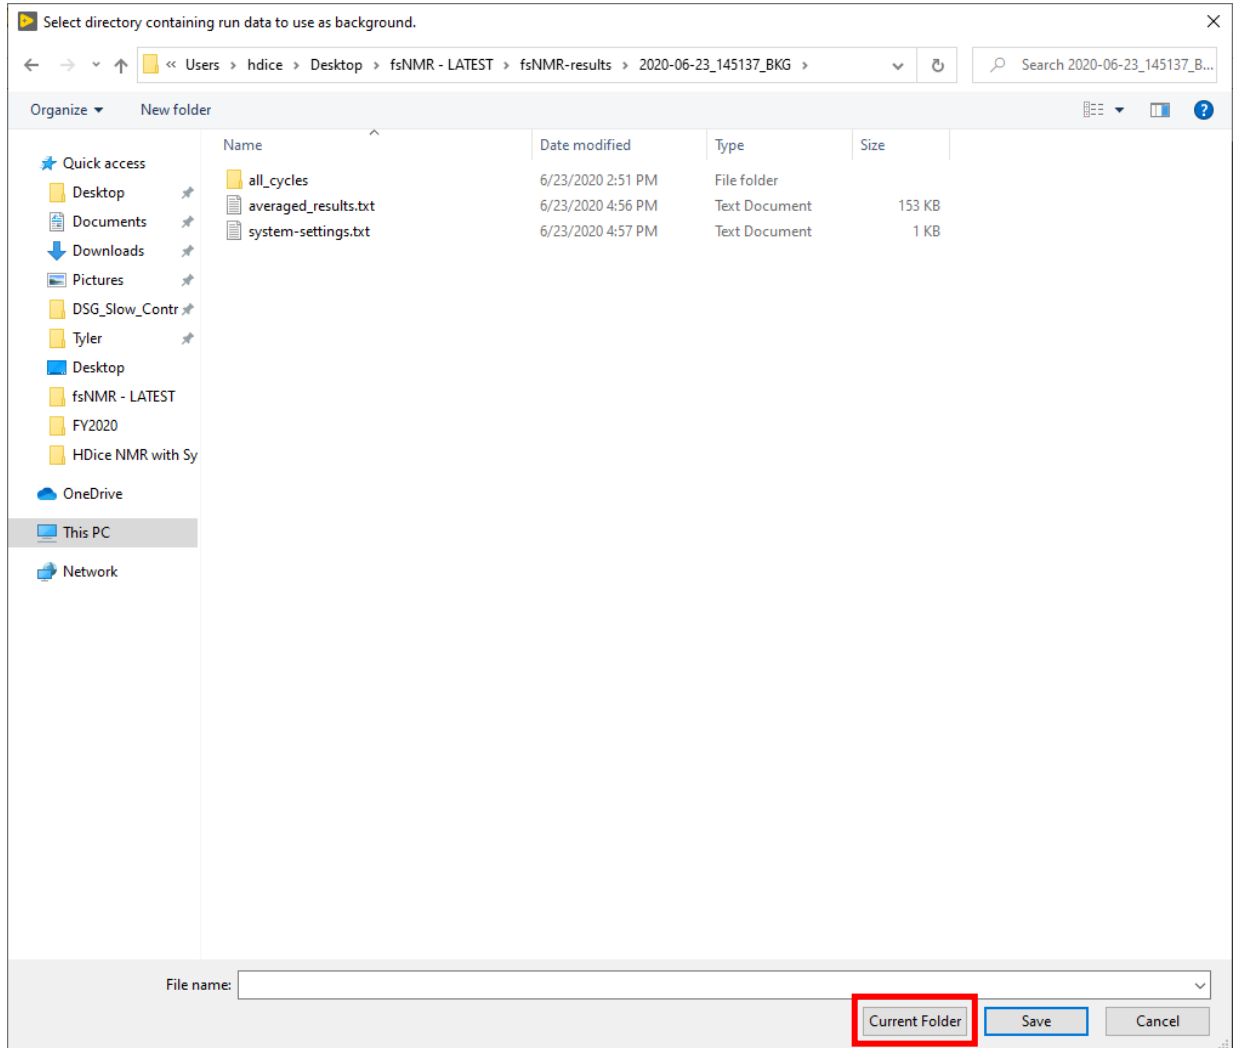 Select directory containing run data to use as background.
« Users › hdice › Desktop › fsNMR - LATEST › fsNMR-results › 2020-06-23_145137_BKG ›
Search 2020-06-23_145137_B...
Organize New folder
Name Date modified Type Size
Quick access
Desktop
Documents
Downloads
Pictures
DSG_Slow_Contr
Tyler
Desktop
fsNMR - LATEST
FY2020
HDice NMR with Sy
OneDrive
This PC
Network
all_cycles 6/23/2020 2:51 PM File folder
averaged_results.txt 6/23/2020 4:56 PM Text Document 153 KB
system-settings.txt 6/23/2020 4:57 PM Text Document 1 KB
File name:
Current Folder Save Cancel